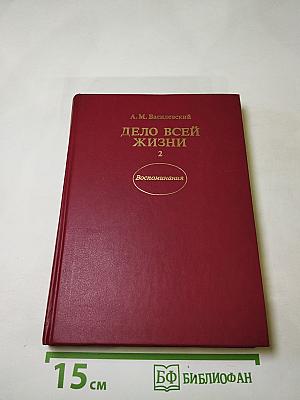 А. М. Василевский
ДЕЛО ВСЕЙ
ЖИЗНИ
2
Воспоминания
15 см
БФ БИБЛИОФАН